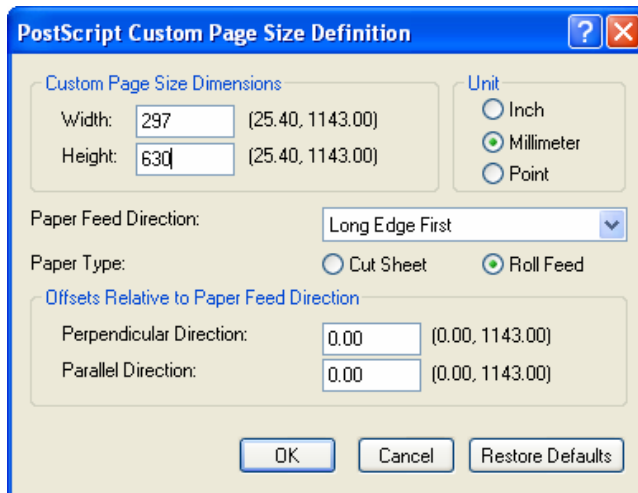 PostScript Custom Page Size Definition
Custom Page Size Dimensions
Width: 297 (25.40, 1143.00)
Height: 630 (25.40, 1143.00)
Unit
Inch
Millimeter
Point
Paper Feed Direction: Long Edge First
Paper Type: Cut Sheet Roll Feed
Offsets Relative to Paper Feed Direction
Perpendicular Direction: 0.00 (0.00, 1143.00)
Parallel Direction: 0.00 (0.00, 1143.00)
OK Cancel Restore Defaults